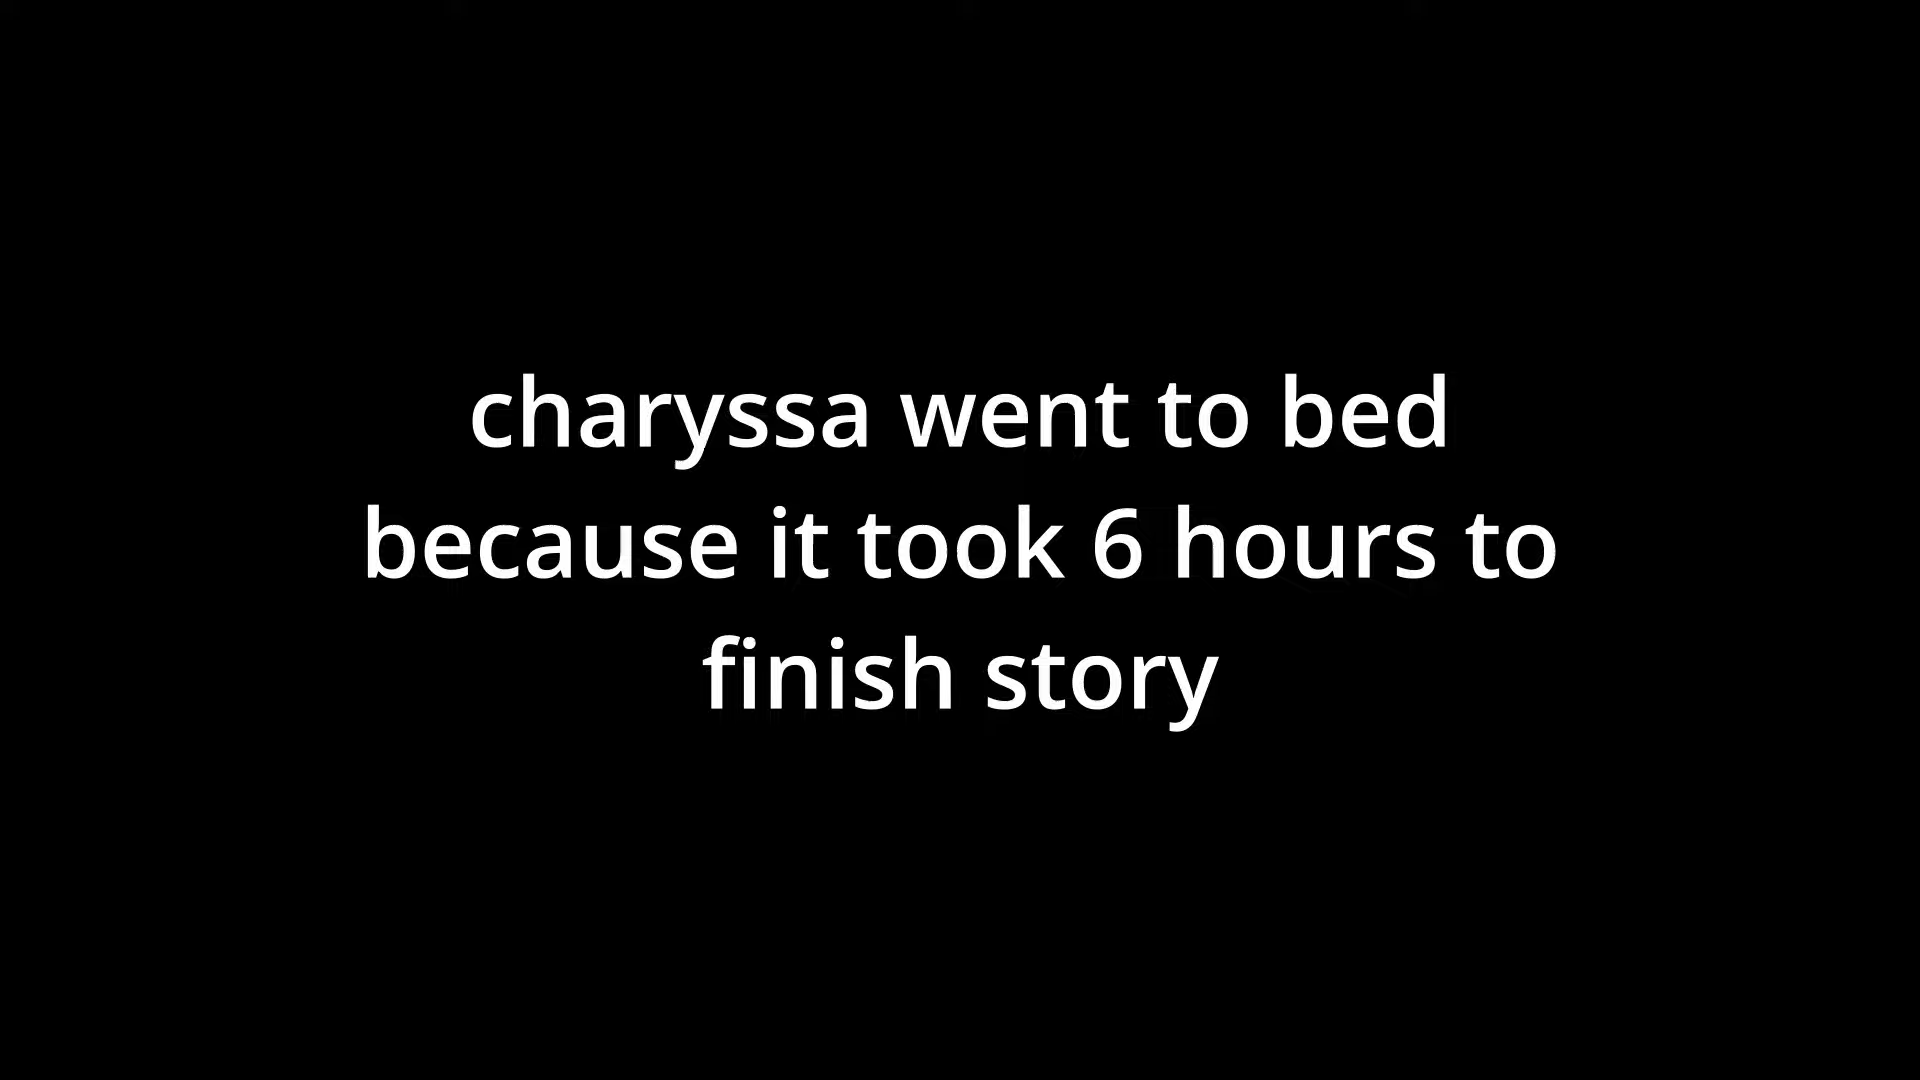 charyssa went to bed
because it took 6 hours to
finish story